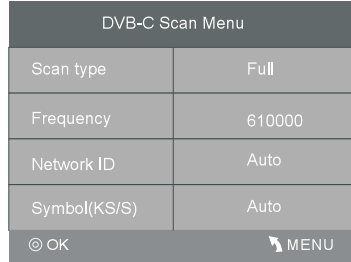 DVB-C Scan Menu
Scan type Full
Frequency 610000
Network ID Auto
Symbol(KS/S) Auto
OK MENU